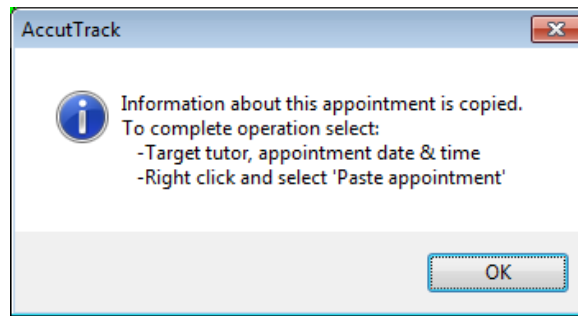 AccutTrack
Information about this appointment is copied.
To complete operation select:
-Target tutor, appointment date & time
-Right click and select 'Paste appointment'
OK